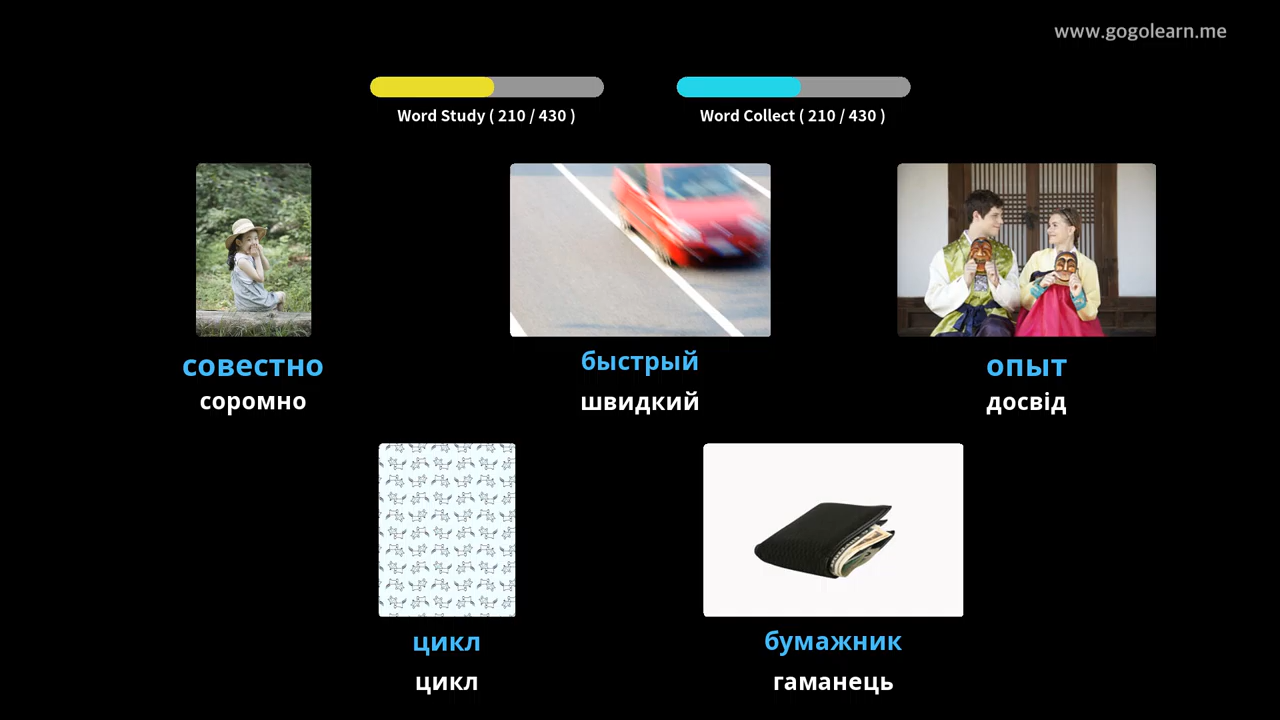 www.gogolearn.me
Word Study ( 210 / 430 )
Word Collect ( 210 / 430 )
совестно
соромно
быстрый
швидкий
опыт
досвід
цикл
цикл
бумажник
гаманець